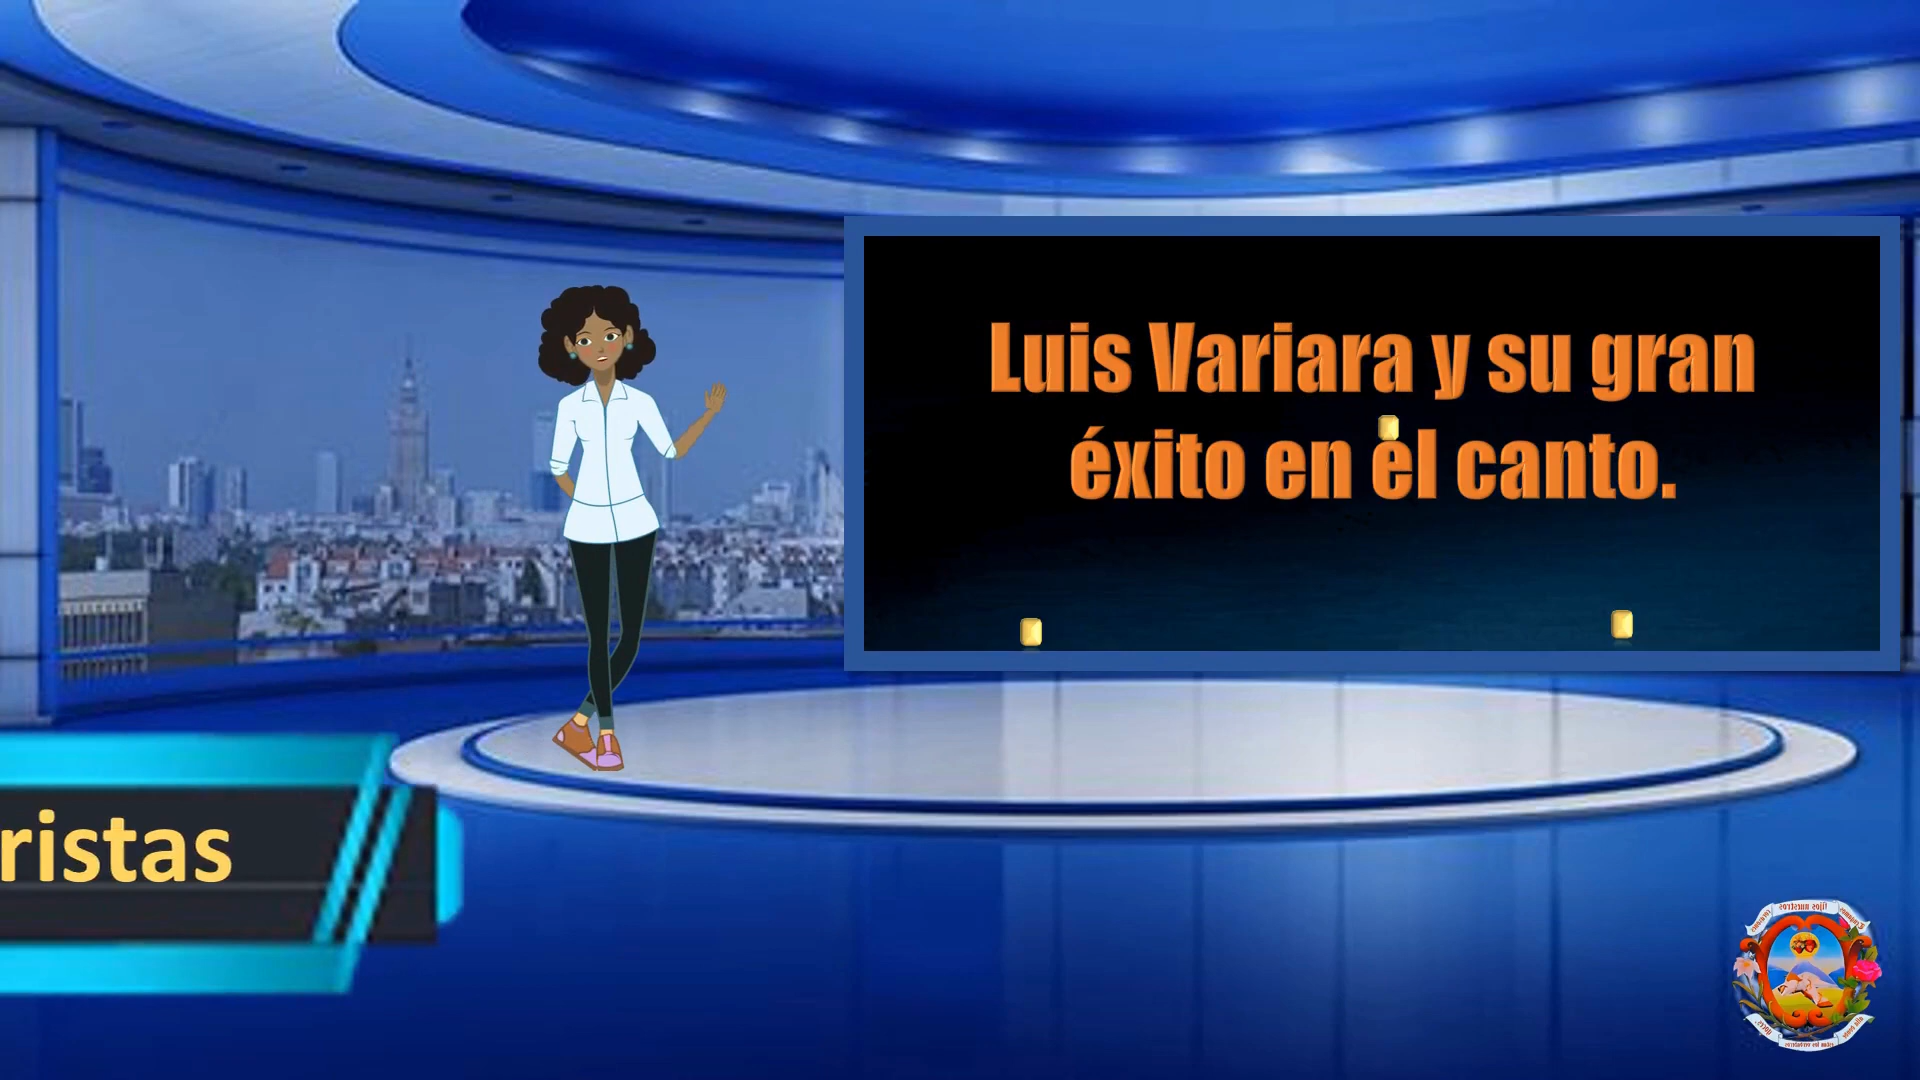 Luis Variara y su gran
éxito en el canto.
ristas